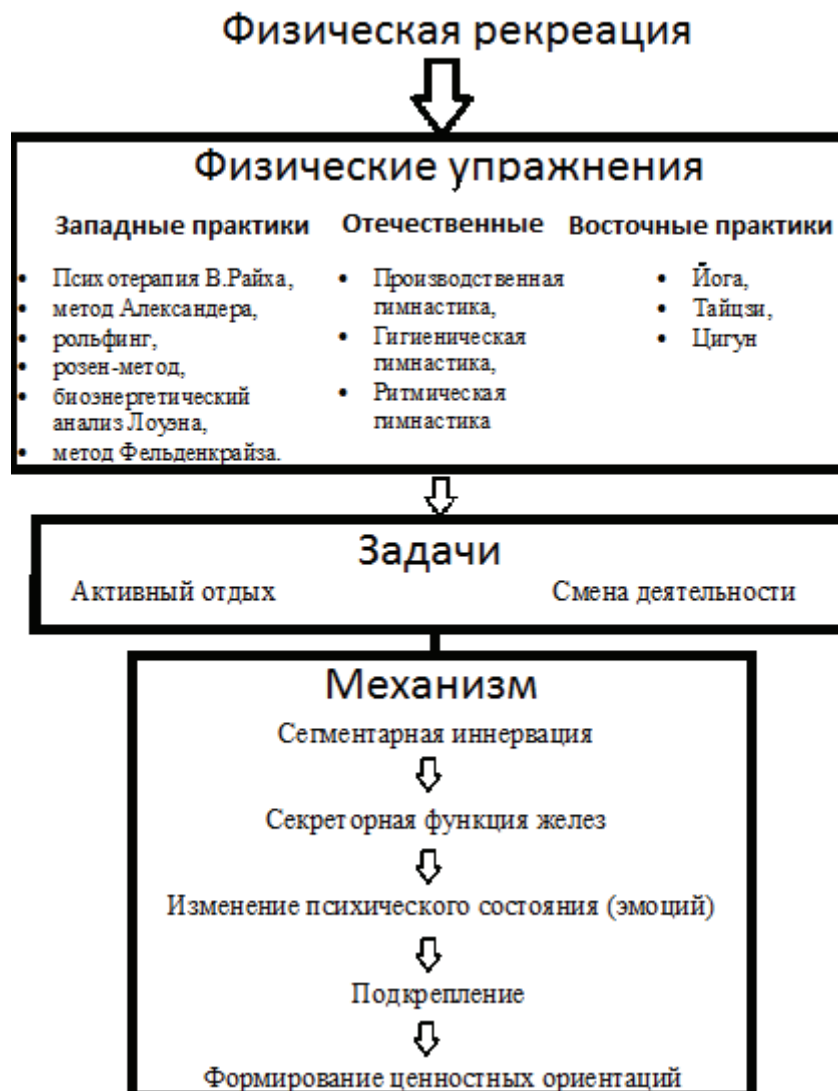 Физическая рекреация
Физические упражнения
Западные практики
Психотерапия В.Райха,
метод Александера,
рольфинг,
розен-метод,
биоэнергетический
анализ Лоуэна,
метод Фельденкрайза.
Отечественные
Производственная
гимнастика,
Гигиеническая
гимнастика,
Ритмическая
гимнастика
Восточные практики
Йога,
Тайцзи,
Цигун
Задачи
Активный отдых
Смена деятельности
Механизм
Сегментарная иннервация
Секреторная функция желез
Изменение психического состояния (эмоций)
Подкрепление
Формирование ценностных ориентаций